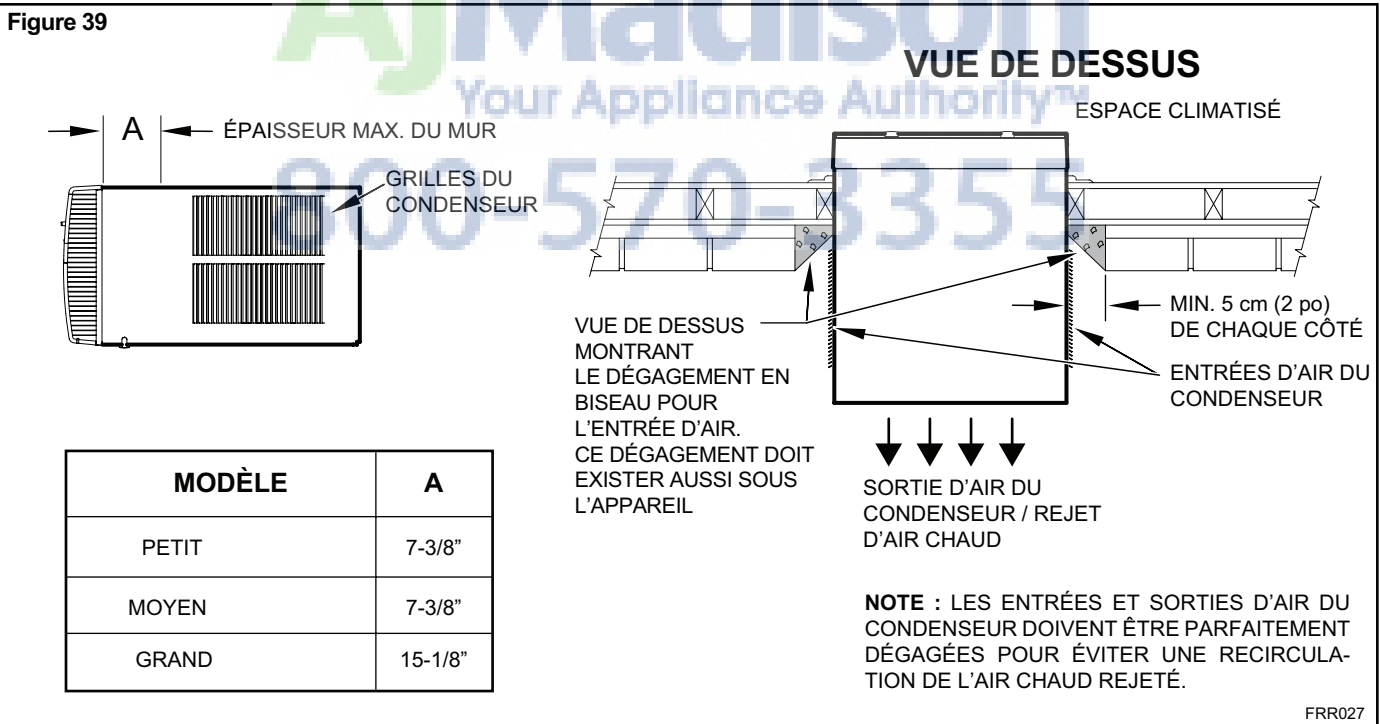 Figure 39
AjMadison
Your Appliance Authority™
800-570-3355
A
ÉPAISSEUR MAX. DU MUR
GRILLES DU
CONDENSEUR
MODÈLE A
PETIT 7-3/8”
MOYEN 7-3/8”
GRAND 15-1/8”
VUE DE DESSUS
ESPACE CLIMATISÉ
VUE DE DESSUS
MONTRANT
LE DÉGAGEMENT EN
BISEAU POUR
L’ENTRÉE D’AIR.
CE DÉGAGEMENT DOIT
EXISTER AUSSI SOUS
L’APPAREIL
MIN. 5 cm (2 po)
DE CHAQUE CÔTÉ
ENTRÉES D’AIR DU
CONDENSEUR
SORTIE D’AIR DU
CONDENSEUR / REJET
D’AIR CHAUD
NOTE : LES ENTRÉES ET SORTIES D’AIR DU
CONDENSEUR DOIVENT ÊTRE PARFAITEMENT
DÉGAGÉES POUR ÉVITER UNE RECIRCULA-
TION DE L’AIR CHAUD REJETÉ.
FRR027